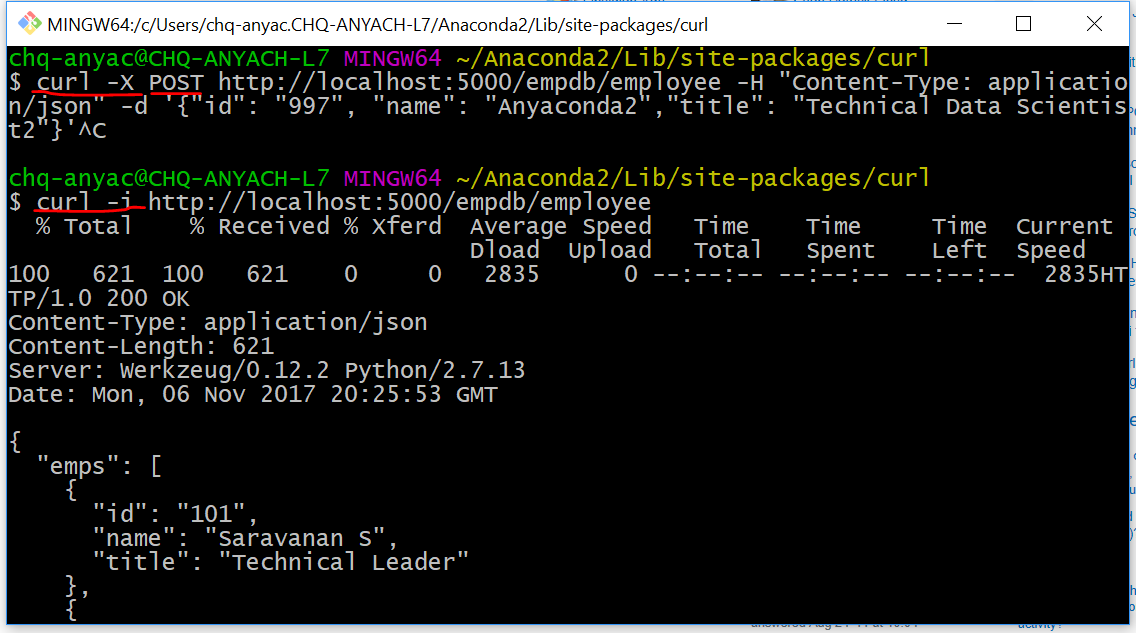 MINGW64:/c/Users/chq-anyac.CHQ-ANYACH-L7/Anaconda2/Lib/site-packages/curl
chq-anyac@CHQ-ANYACH-L7 MINGW64 ~/Anaconda2/Lib/site-packages/curl
$ curl -X POST http://localhost:5000/empdb/employee -H "Content-Type: applicatio
n/json" -d '{"id": "997", "name": "Anyaconda2","title": "Technical Data Scientis
t2"}'^C
chq-anyac@CHQ-ANYACH-L7 MINGW64 ~/Anaconda2/Lib/site-packages/curl
$ curl -i http://localhost:5000/empdb/employee
% Total % Received % Xferd Average Speed Time Time Time Current
Dload Upload Total Spent Left Speed
100 621 100 621 0 0 2835 0 --:--:-- --:--:-- --:--:-- 2835HT
TP/1.0 200 OK
Content-Type: application/json
Content-Length: 621
Server: Werkzeug/0.12.2 Python/2.7.13
Date: Mon, 06 Nov 2017 20:25:53 GMT
{
"emps": [
{
"id": "101",
"name": "Saravanan S",
"title": "Technical Leader"
},
{